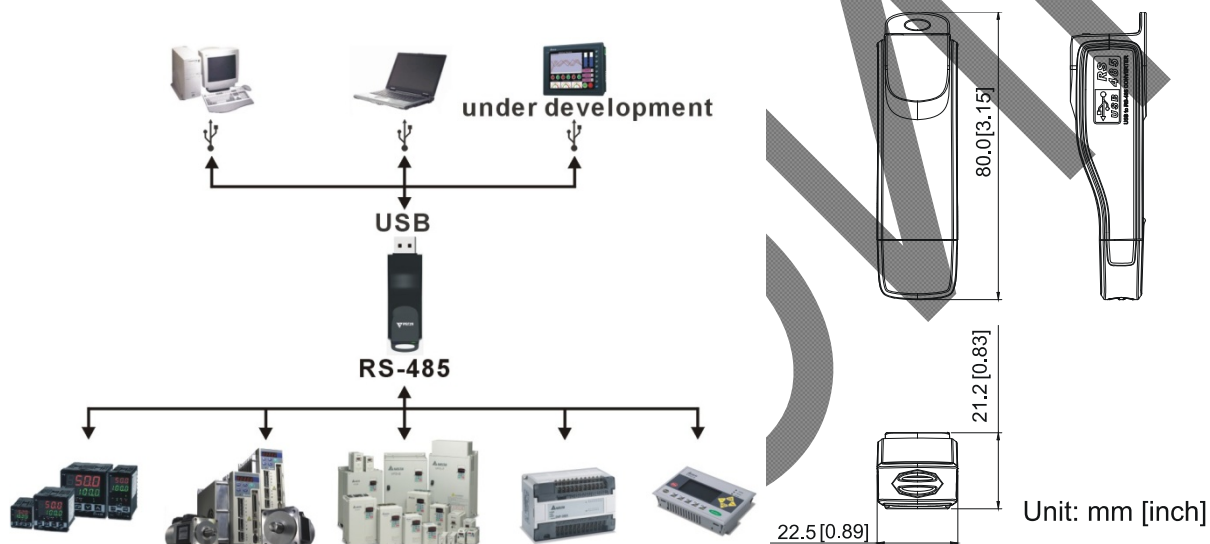 under development
USB
RS-485
80.0[3.15]
RS
485
USB
USB to RS-485 CONVERTER
21.2 [0.83]
22.5[0.89]
Unit: mm [inch]